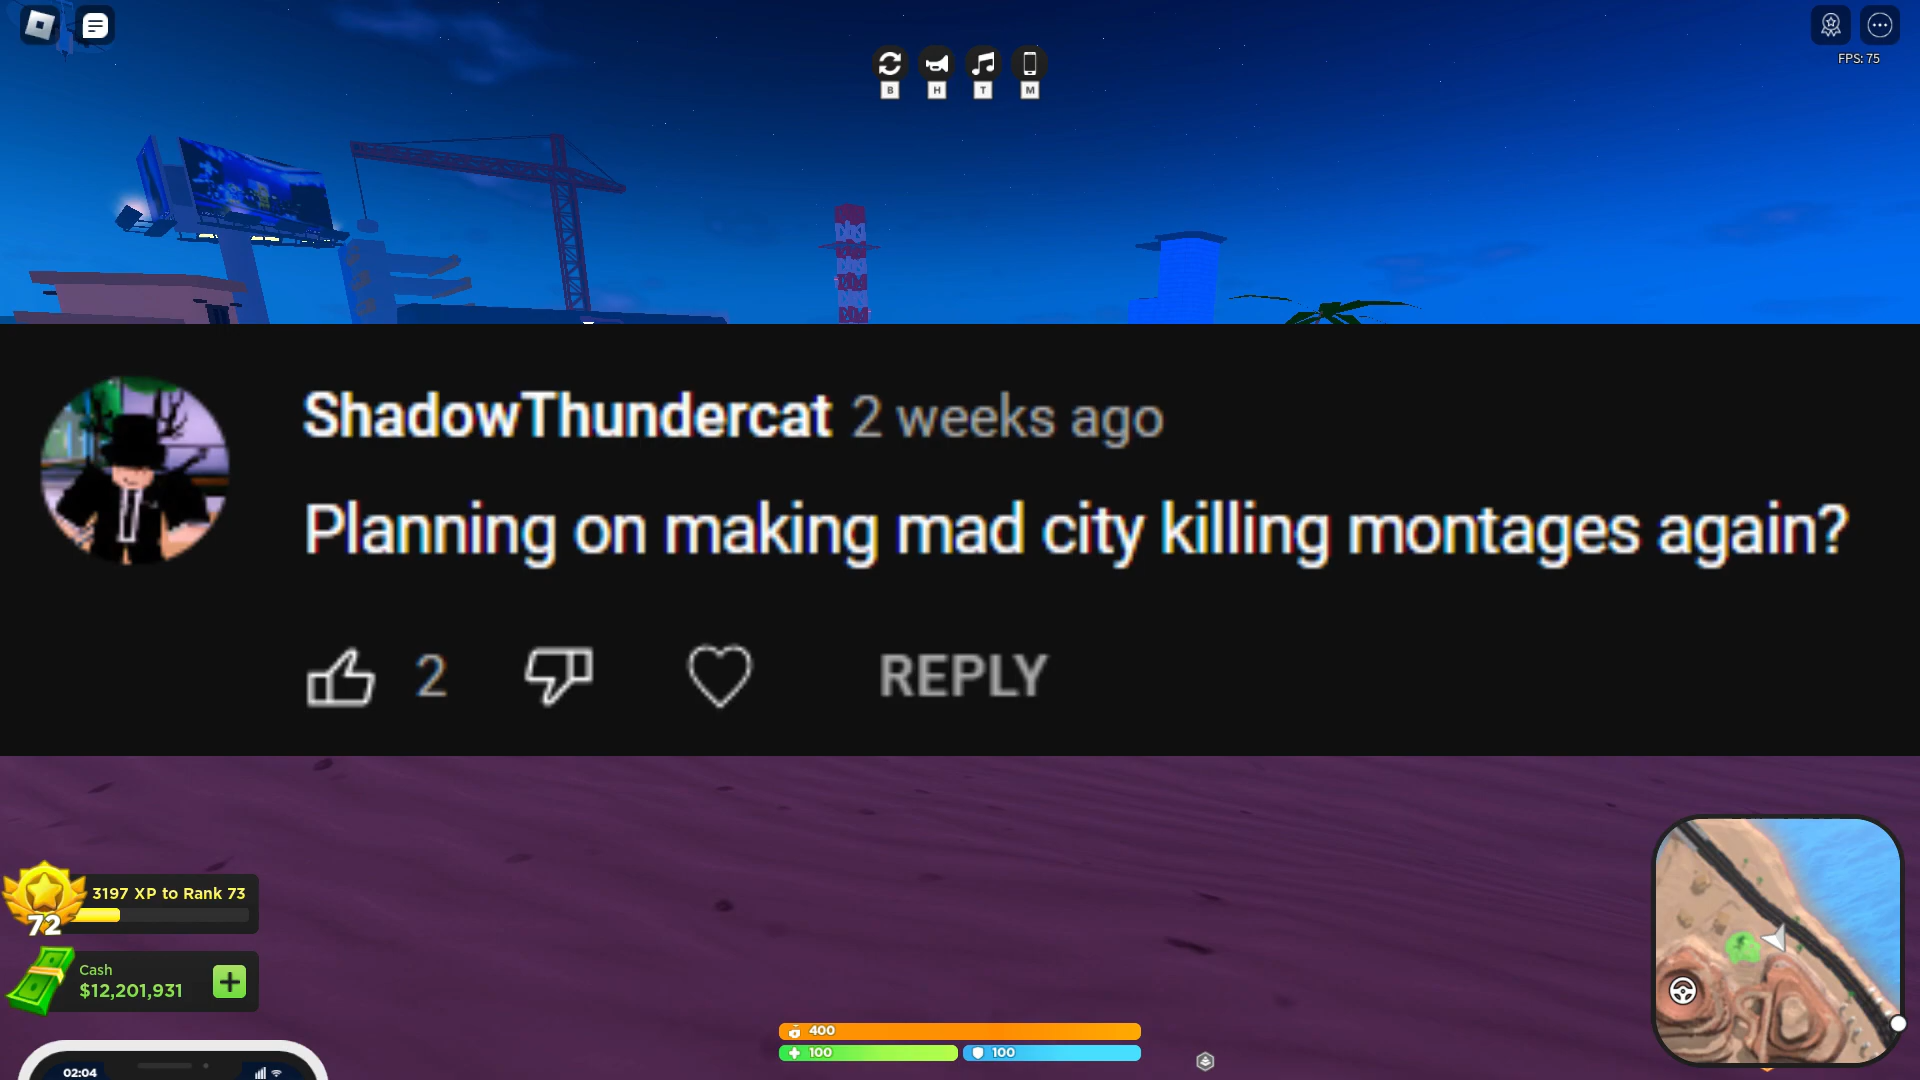 FPS: 75
B H T M
ShadowThundercat 2 weeks ago
Planning on making mad city killing montages again?
2 REPLY
3197 XP to Rank 73
72
Cash
$12,201,931
400
100 100
02:04